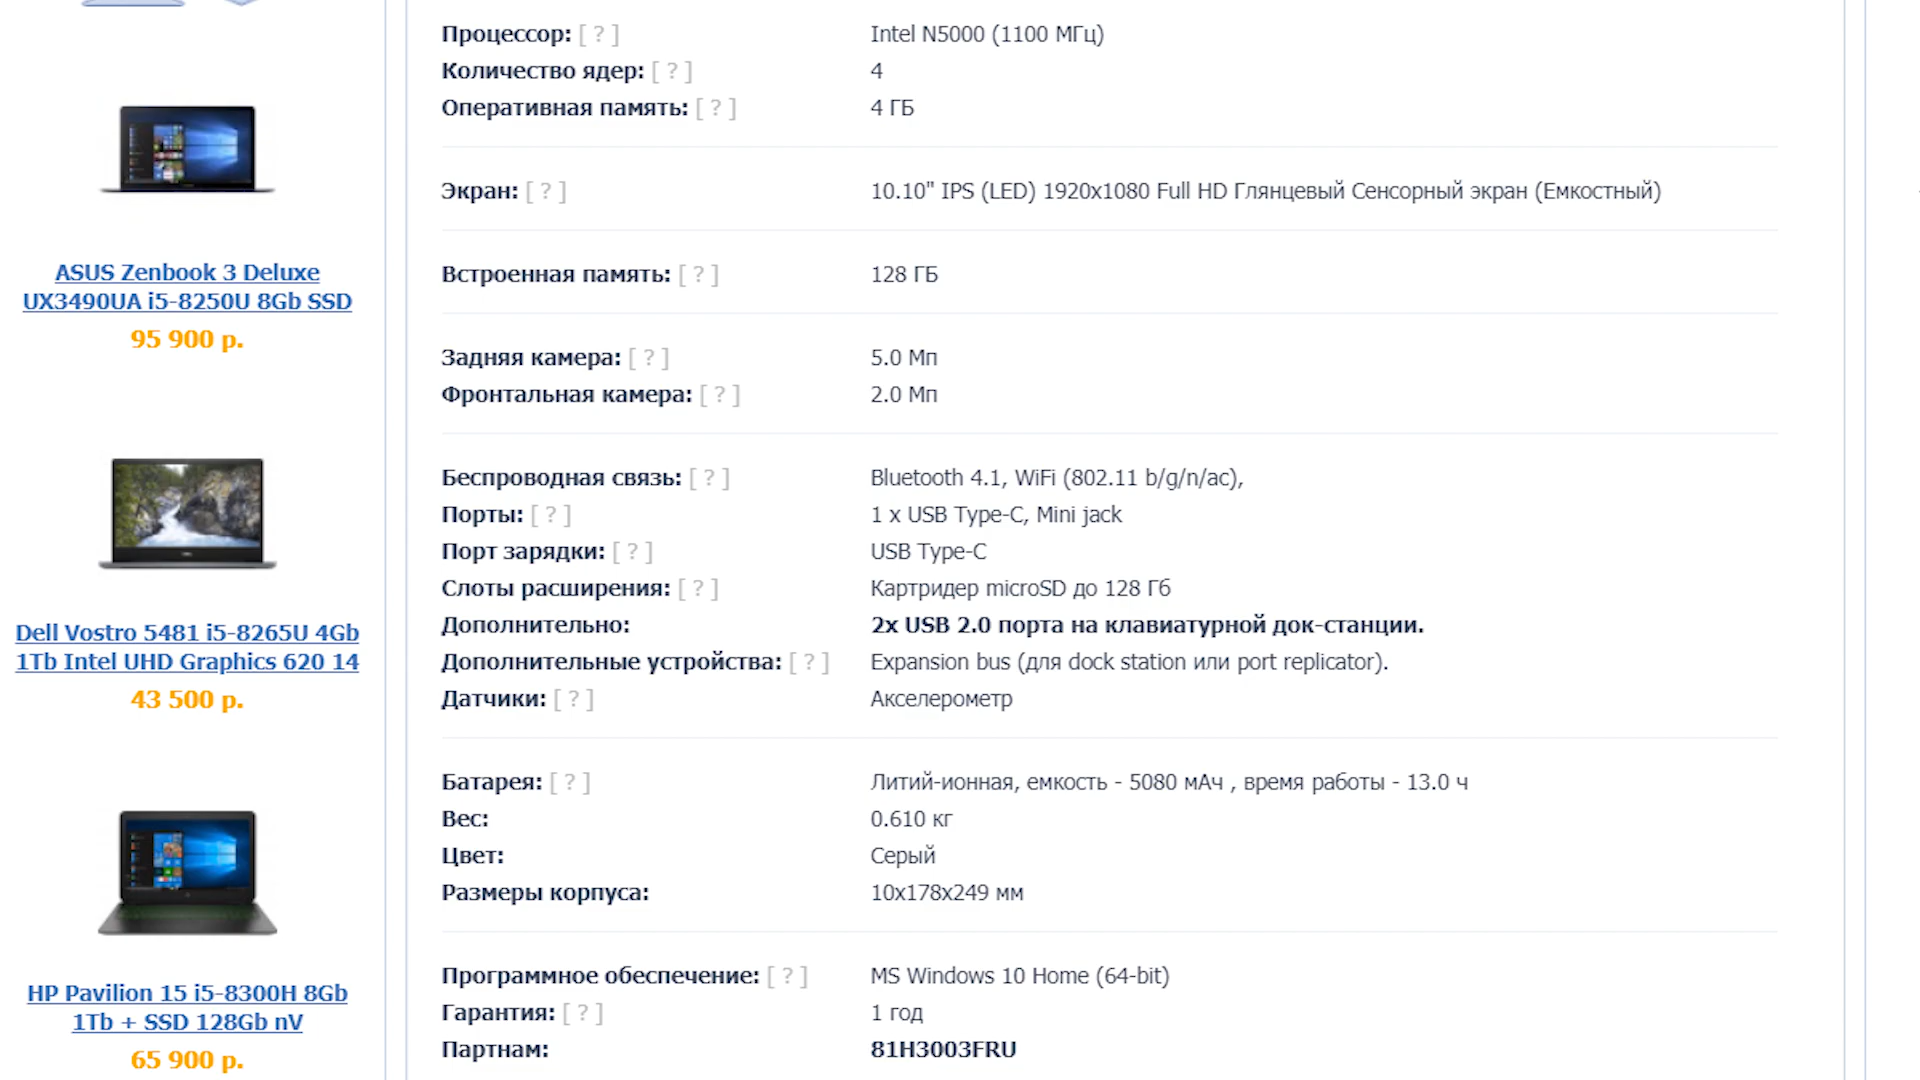 ASUS Zenbook 3 Deluxe
UX3490UA i5-8250U 8Gb SSD
95 900 р.
Dell Vostro 5481 i5-8265U 4Gb
1Tb Intel UHD Graphics 620 14
43 500 р.
HP Pavilion 15 i5-8300H 8Gb
1Tb + SSD 128Gb nV
65 900 р.
Процессор: [ ? ] Intel N5000 (1100 МГц)
Количество ядер: [ ? ] 4
Оперативная память: [ ? ] 4 ГБ
Экран: [ ? ] 10.10" IPS (LED) 1920x1080 Full HD Глянцевый Сенсорный экран (Емкостный)
Встроенная память: [ ? ] 128 ГБ
Задняя камера: [ ? ] 5.0 Мп
Фронтальная камера: [ ? ] 2.0 Мп
Беспроводная связь: [ ? ] Bluetooth 4.1, WiFi (802.11 b/g/n/ac),
Порты: [ ? ] 1 x USB Type-C, Mini jack
Порт зарядки: [ ? ] USB Type-C
Слоты расширения: [ ? ] Картридер microSD до 128 Гб
Дополнительно: 2x USB 2.0 порта на клавиатурной док-станции.
Дополнительные устройства: [ ? ] Expansion bus (для dock station или port replicator).
Датчики: [ ? ] Акселерометр
Батарея: [ ? ] Литий-ионная, емкость - 5080 мАч , время работы - 13.0 ч
Вес: 0.610 кг
Цвет: Серый
Размеры корпуса: 10x178x249 мм
Программное обеспечение: [ ? ] MS Windows 10 Home (64-bit)
Гарантия: [ ? ] 1 год
Партнам: 81H3003FRU